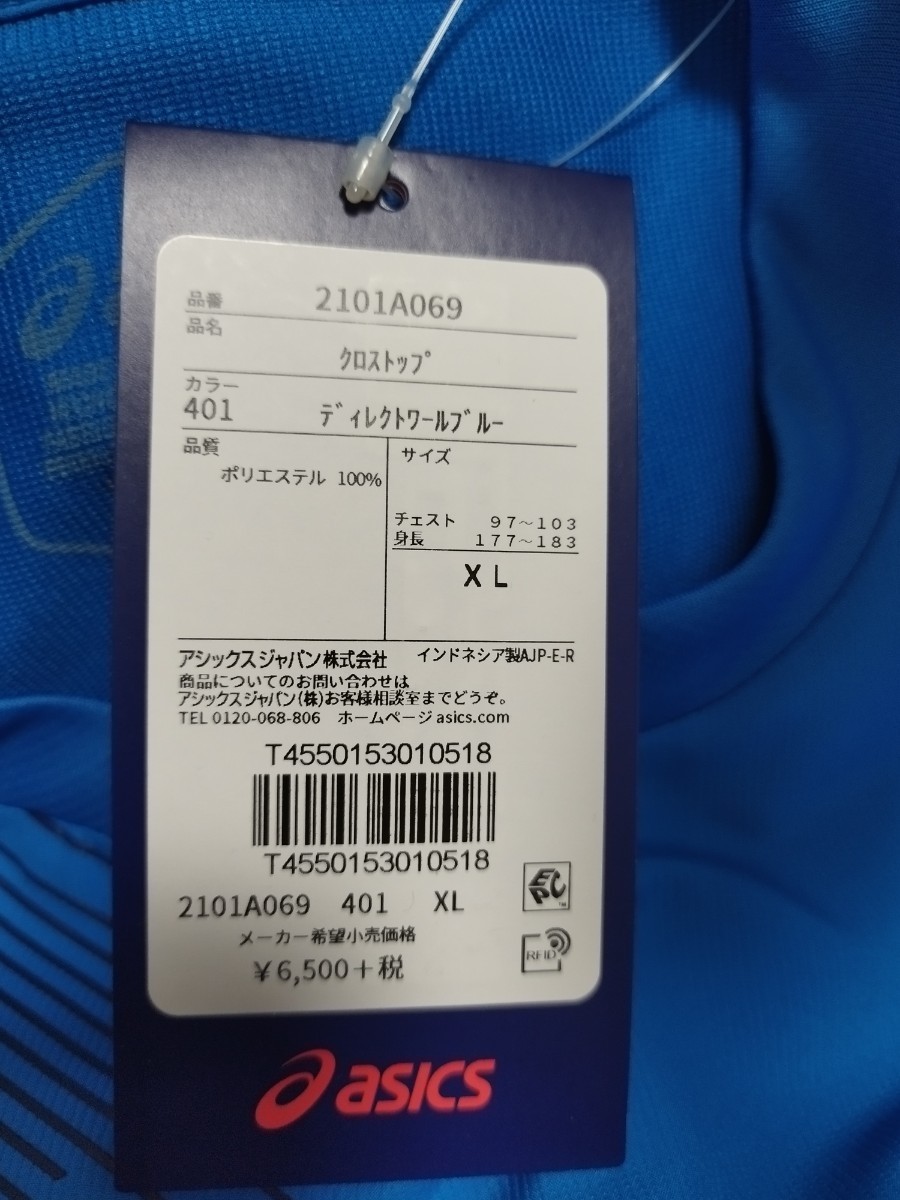 品番 2101A069
品名
ｸﾛｽﾄｯﾌﾟ
カラー
401 ﾃﾞｨﾚｸﾄﾜｰﾙﾌﾞﾙｰ
品質
ポリエステル 100%
サイズ
チェスト 97～103
身長 177～183
XL
アシックスジャパン株式会社 インドネシア製AJP-E-R
商品についてのお問い合わせは
アシックスジャパン(株)お客様相談室までどうぞ。
TEL 0120-068-806 ホームページ asics.com
T4550153010518
T4550153010518
2101A069 401 XL
メーカー希望小売価格
¥6,500+税
EPC
TM
RFID
asics